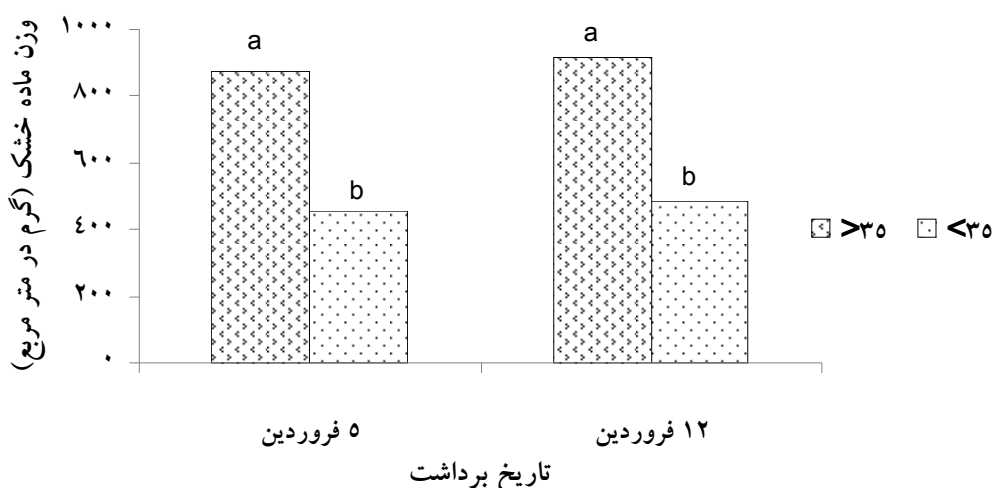 وزن ماده خشک (گرم در متر مربع)
۱۰۰۰
۸۰۰
۶۰۰
۴۰۰
۲۰۰
۰
a
b
a
b
>۳۵
<۳۵
۵ فروردین
۱۲ فروردین
تاریخ برداشت